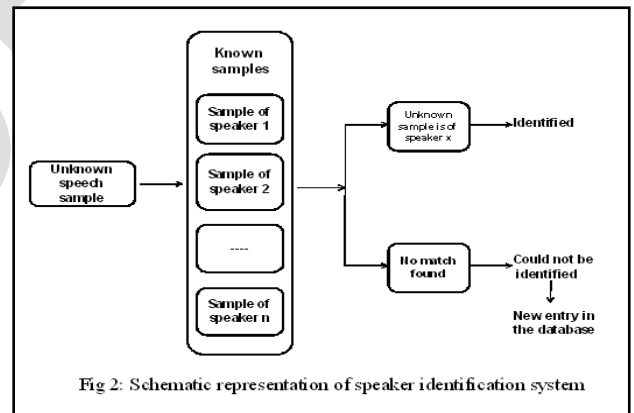 Known
samples
Sample of
speaker 1
Unknown
speech
sample
Sample of
speaker 2
----
Sample of
speaker n
Unknown
sample is of
speaker x
Identified
No match
found
Could not be
identified
New entry in
the database
Fig 2: Schematic representation of speaker identification system